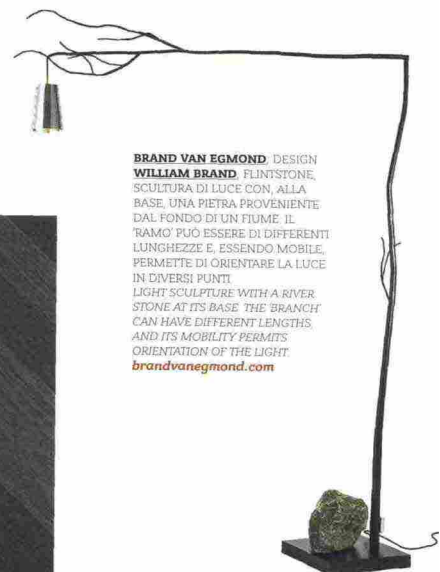 BRAND VAN EGMOND, DESIGN
WILLIAM BRAND, FLINTSTONE,
SCULTURA DI LUCE CON, ALLA
BASE, UNA PIETRA PROVENIENTE
DAL FONDO DI UN FIUME. IL
'RAMO' PUÒ ESSERE DI DIFFERENTI
LUNGHEZZE E, ESSENDO MOBILE,
PERMETTE DI ORIENTARE LA LUCE
IN DIVERSI PUNTI.
LIGHT SCULPTURE WITH A RIVER
STONE AT ITS BASE. THE 'BRANCH'
CAN HAVE DIFFERENT LENGTHS,
AND ITS MOBILITY PERMITS
ORIENTATION OF THE LIGHT.
brandvanegmond.com